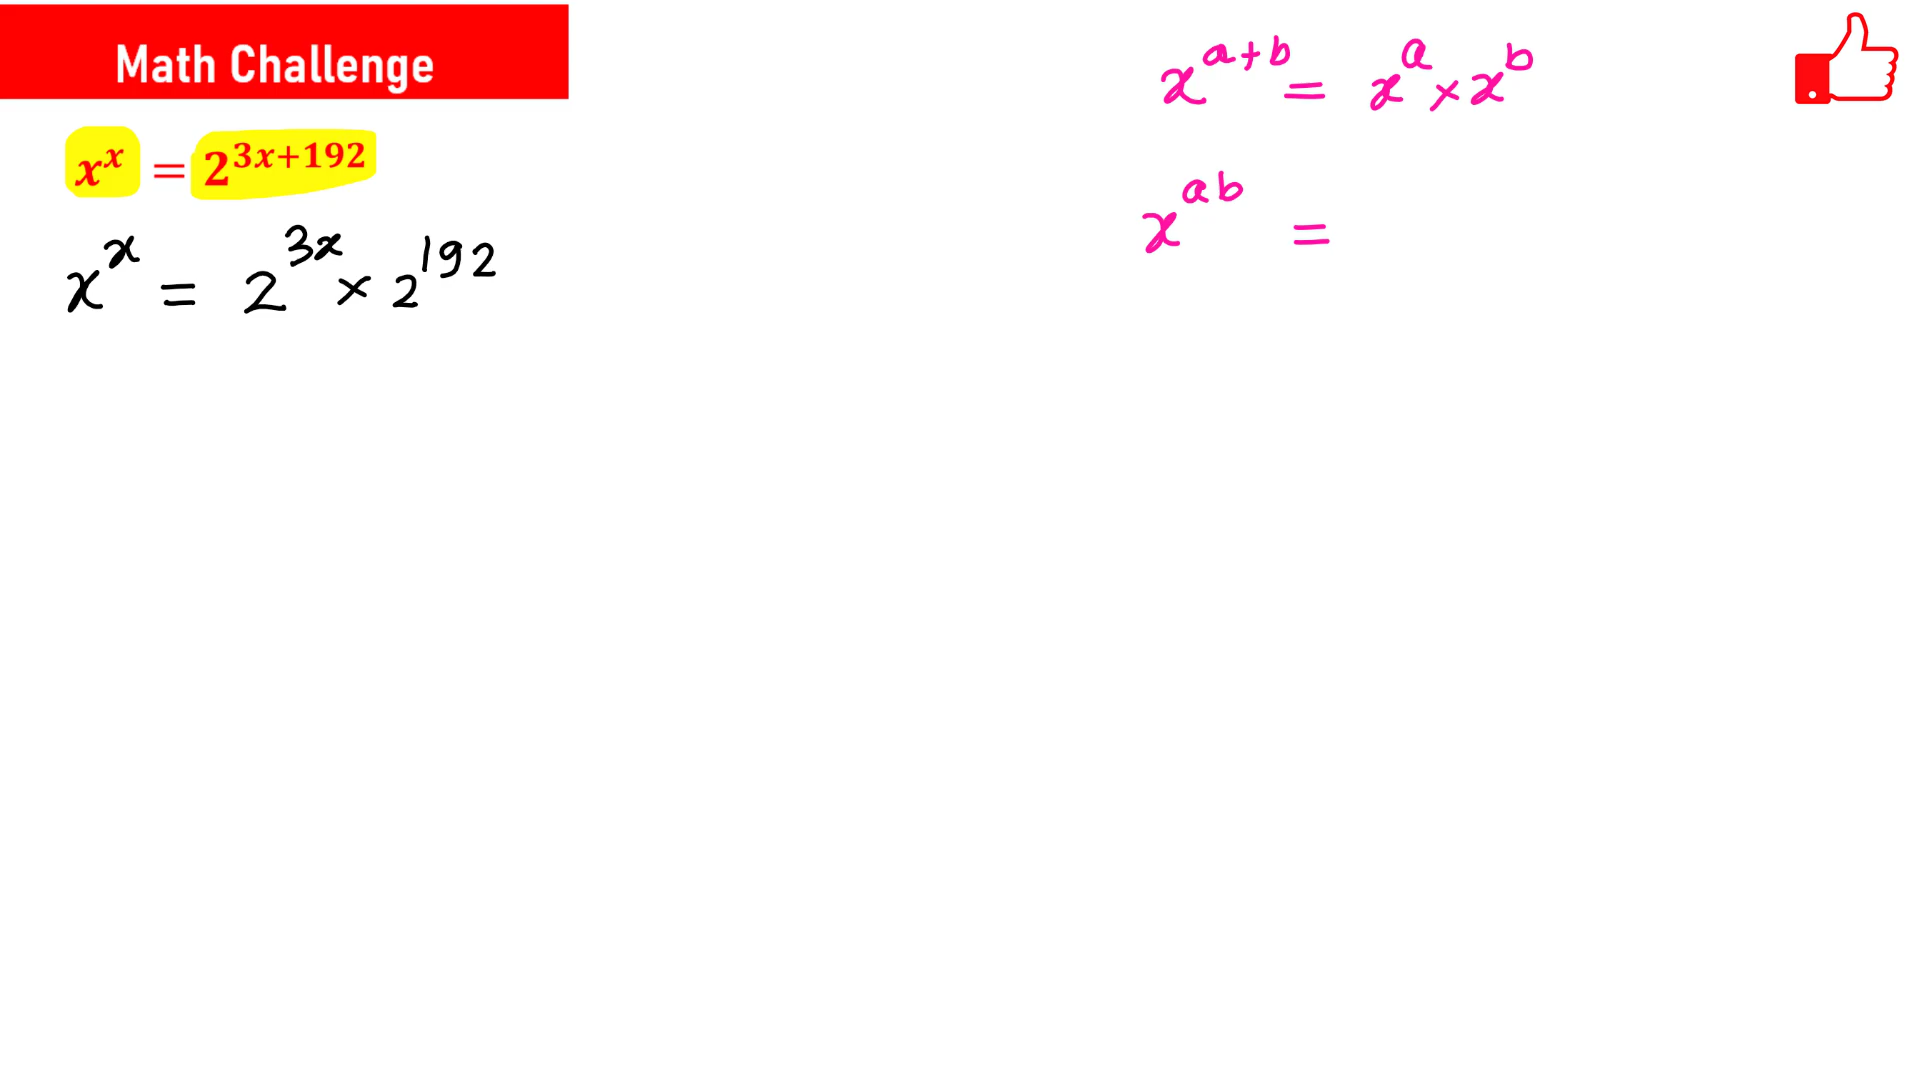 Math Challenge
x^x = 2^{3x+192}
x^x = 2^{3x} × 2^{192}
x^{a+b} = x^a × x^b
x^{ab} =